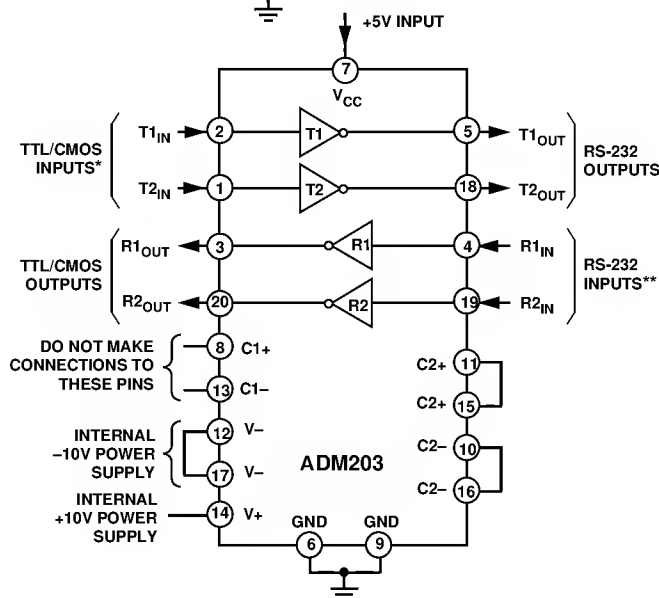 +5V INPUT
7
VCC
TTL/CMOS
INPUTS*
T1IN
2
T1
5
T1OUT
RS-232
OUTPUTS
T2IN
1
T2
18
T2OUT
TTL/CMOS
OUTPUTS
R1OUT
3
R1
4
R1IN
RS-232
INPUTS**
R2OUT
20
R2
19
R2IN
DO NOT MAKE
CONNECTIONS TO
THESE PINS
8
C1+
13
C1–
C2+
11
C2+
15
INTERNAL
–10V POWER
SUPPLY
12
V–
17
V–
C2–
10
C2–
16
ADM203
INTERNAL
+10V POWER
SUPPLY
14
V+
GND
GND
6
9